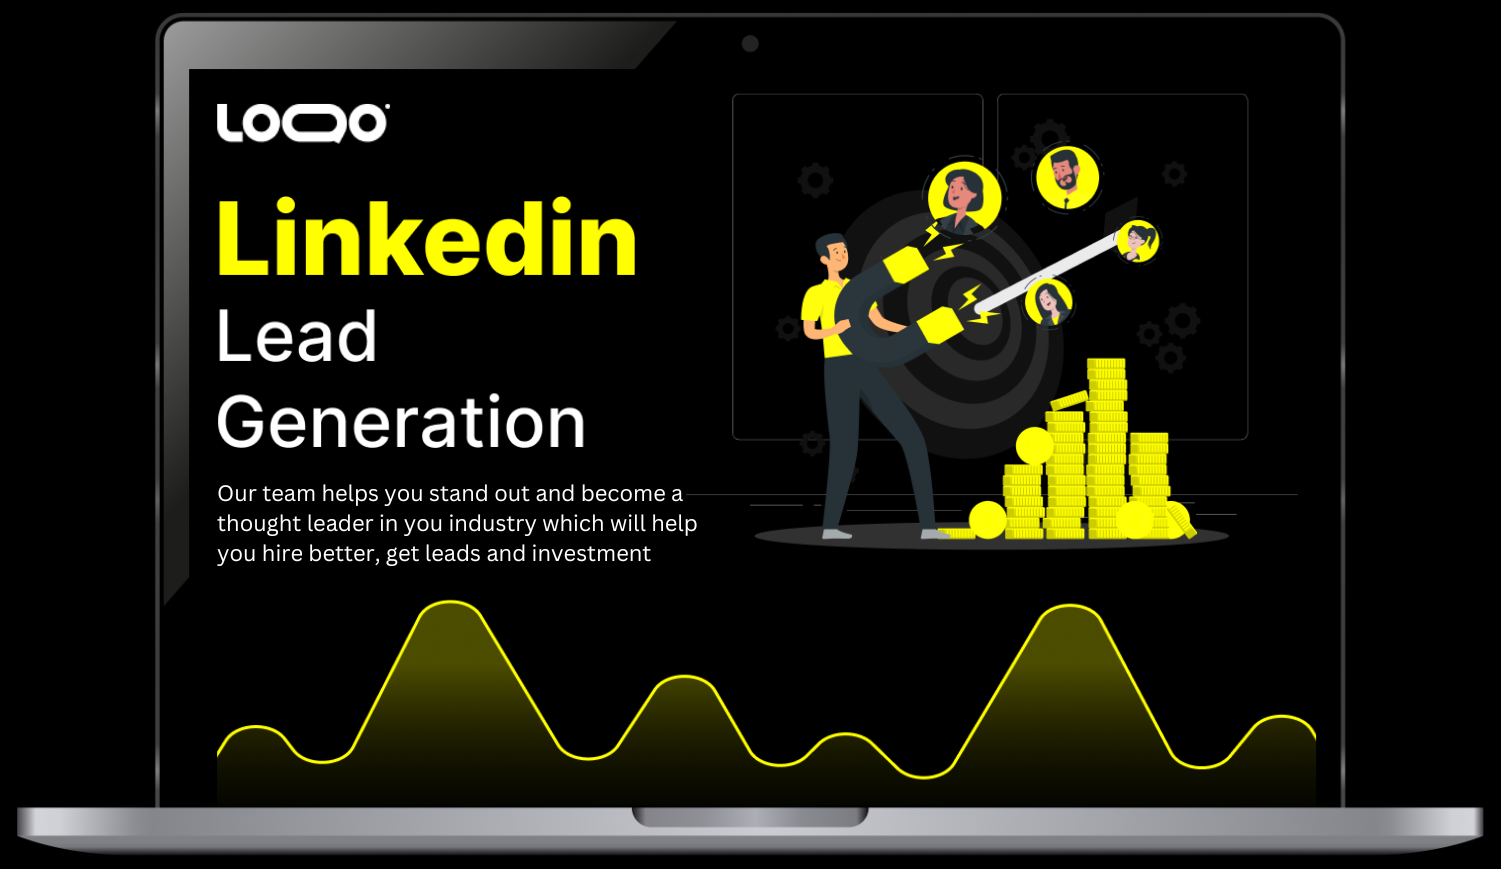 LOQO
Linkedin
Lead
Generation
Our team helps you stand out and become a
thought leader in you industry which will help
you hire better, get leads and investment